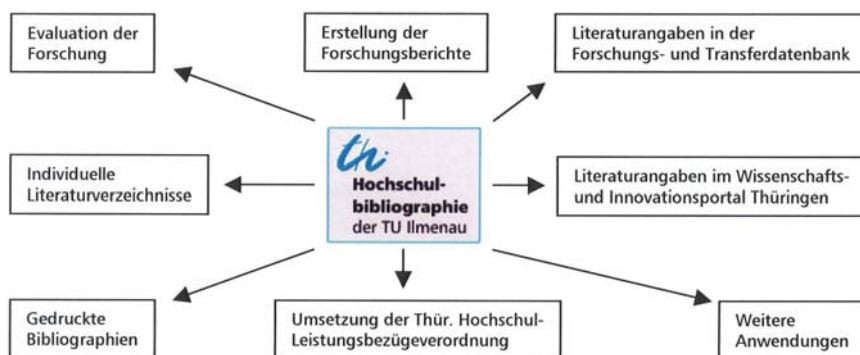 Evaluation der
Forschung
Erstellung der
Forschungsberichte
Literaturangaben in der
Forschungs- und Transferdatenbank
Individuelle
Literaturverzeichnisse
th
Hochschul-
bibliographie
der TU Ilmenau
Literaturangaben im Wissenschafts-
und Innovationsportal Thüringen
Gedruckte
Bibliographien
Umsetzung der Thür. Hochschul-
Leistungsbezügeverordnung
Weitere
Anwendungen